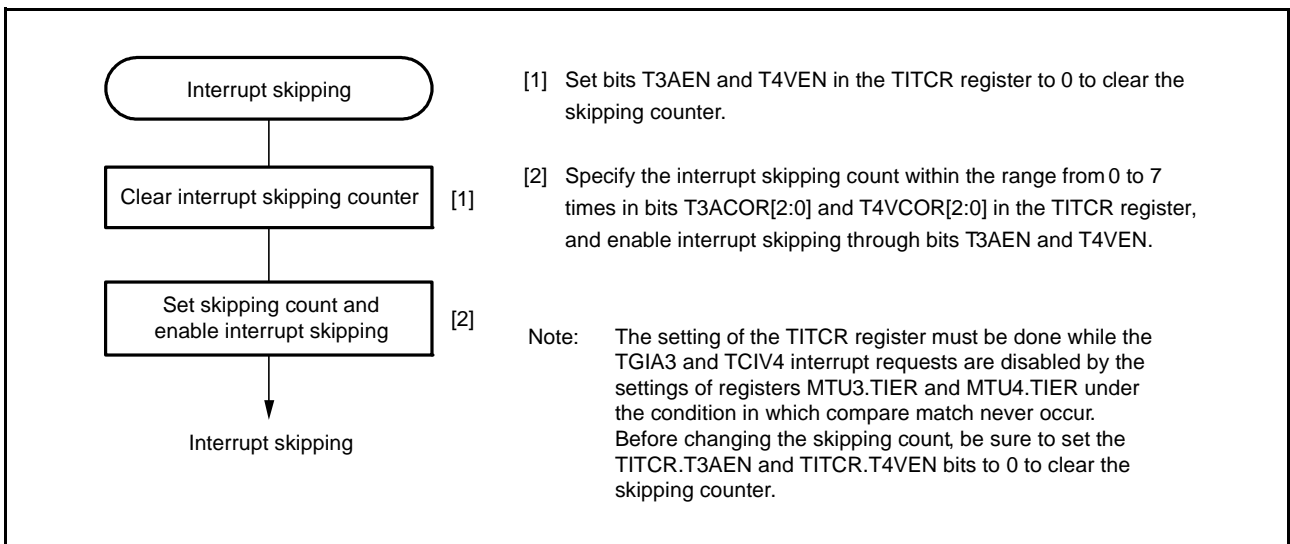 Interrupt skipping
Clear interrupt skipping counter
[1]
Set skipping count and
enable interrupt skipping
[2]
Interrupt skipping
[1] Set bits T3AEN and T4VEN in the TITCR register to 0 to clear the
skipping counter.
[2] Specify the interrupt skipping count within the range from 0 to 7
times in bits T3ACOR[2:0] and T4VCOR[2:0] in the TITCR register,
and enable interrupt skipping through bits T3AEN and T4VEN.
Note: The setting of the TITCR register must be done while the
TGIA3 and TCIV4 interrupt requests are disabled by the
settings of registers MTU3.TIER and MTU4.TIER under
the condition in which compare match never occur.
Before changing the skipping count, be sure to set the
TITCR.T3AEN and TITCR.T4VEN bits to 0 to clear the
skipping counter.